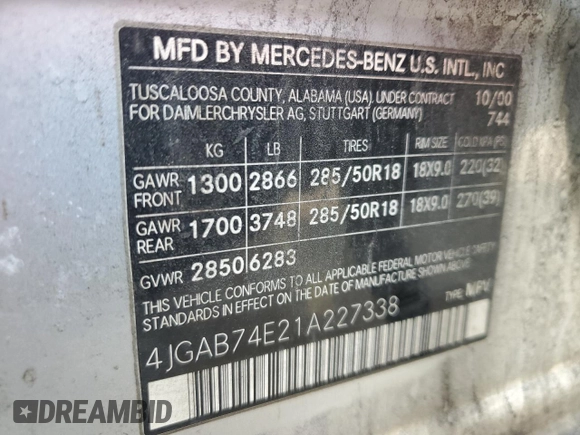 MFD BY MERCEDES-BENZ U.S. INTL., INC
TUSCALOOSA COUNTY, ALABAMA (USA). UNDER CONTRACT 10/00
FOR DAIMLERCHRYSLER AG, STUTTGART (GERMANY) 744
KG LB TIRES RIM SIZE COLD KPA (PSI)
GAWR FRONT 1300 2866 285/50R18 18X9.0 220(32)
GAWR REAR 1700 3748 285/50R18 18X9.0 270(39)
GVWR 2850 6283
THIS VEHICLE CONFORMS TO ALL APPLICABLE FEDERAL MOTOR VEHICLE SAFETY
STANDARDS IN EFFECT ON THE DATE OF MANUFACTURE SHOWN ABOVE.
4JGAB74E21A227338 TYPE: MPV
DREAMBID